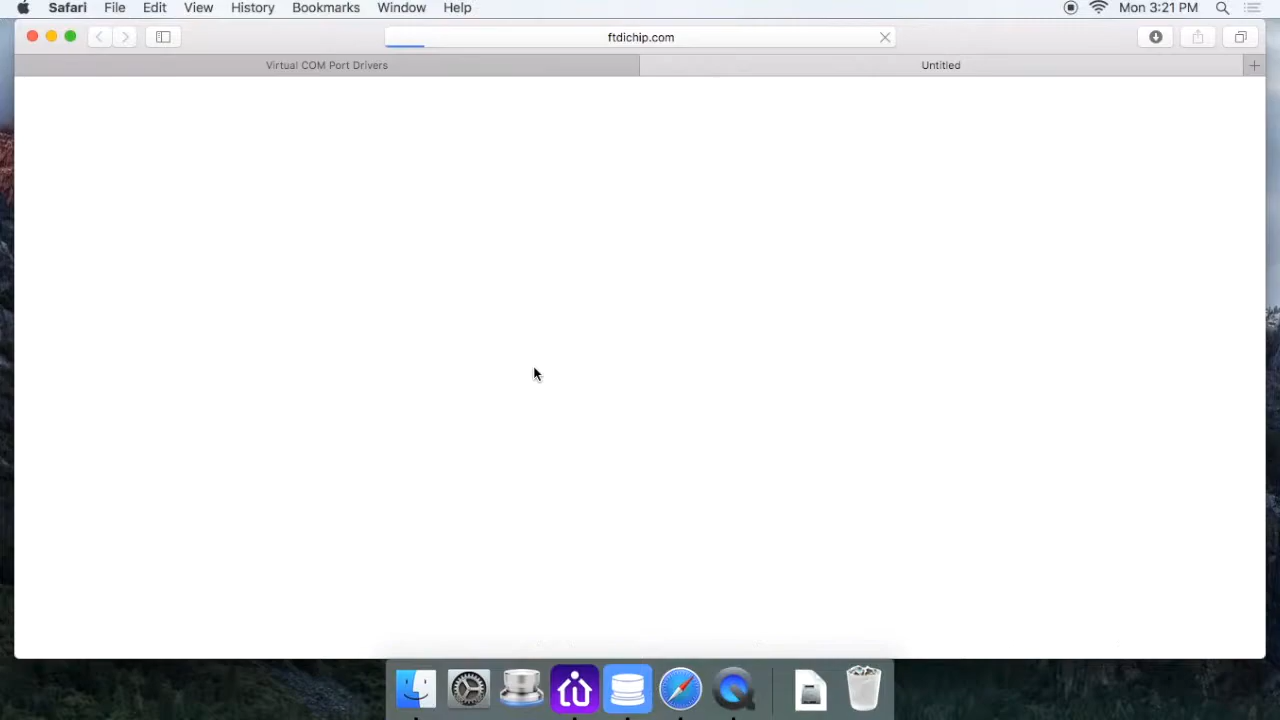 Safari File Edit View History Bookmarks Window Help Mon 3:21 PM
ftdichip.com
Virtual COM Port Drivers Untitled